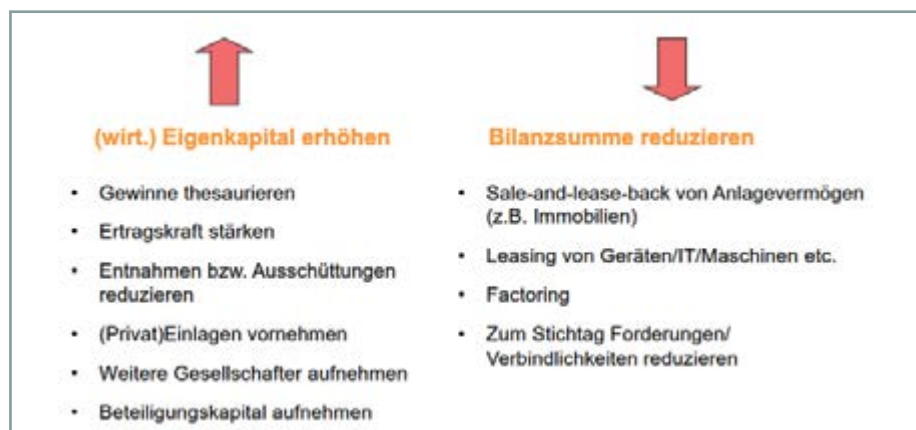 (wirt.) Eigenkapital erhöhen
• Gewinne thesaurieren
• Ertragskraft stärken
• Entnahmen bzw. Ausschüttungen
reduzieren
• (Privat)Einlagen vornehmen
• Weitere Gesellschafter aufnehmen
• Beteiligungskapital aufnehmen
Bilanzsumme reduzieren
• Sale-and-lease-back von Anlagevermögen
(z.B. Immobilien)
• Leasing von Geräten/IT/Maschinen etc.
• Factoring
• Zum Stichtag Forderungen/
Verbindlichkeiten reduzieren